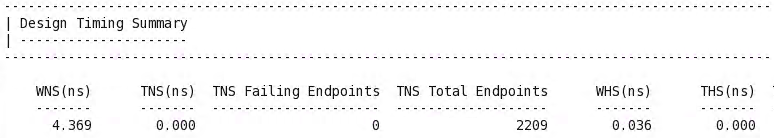 ---------------------------------------------------------------------------------------------
| Design Timing Summary
| ---------------------
---------------------------------------------------------------------------------------------
WNS(ns) TNS(ns) TNS Failing Endpoints TNS Total Endpoints WHS(ns) THS(ns)
------- ------- --------------------- ------------------- ------- -------
4.369 0.000 0 2209 0.036 0.000